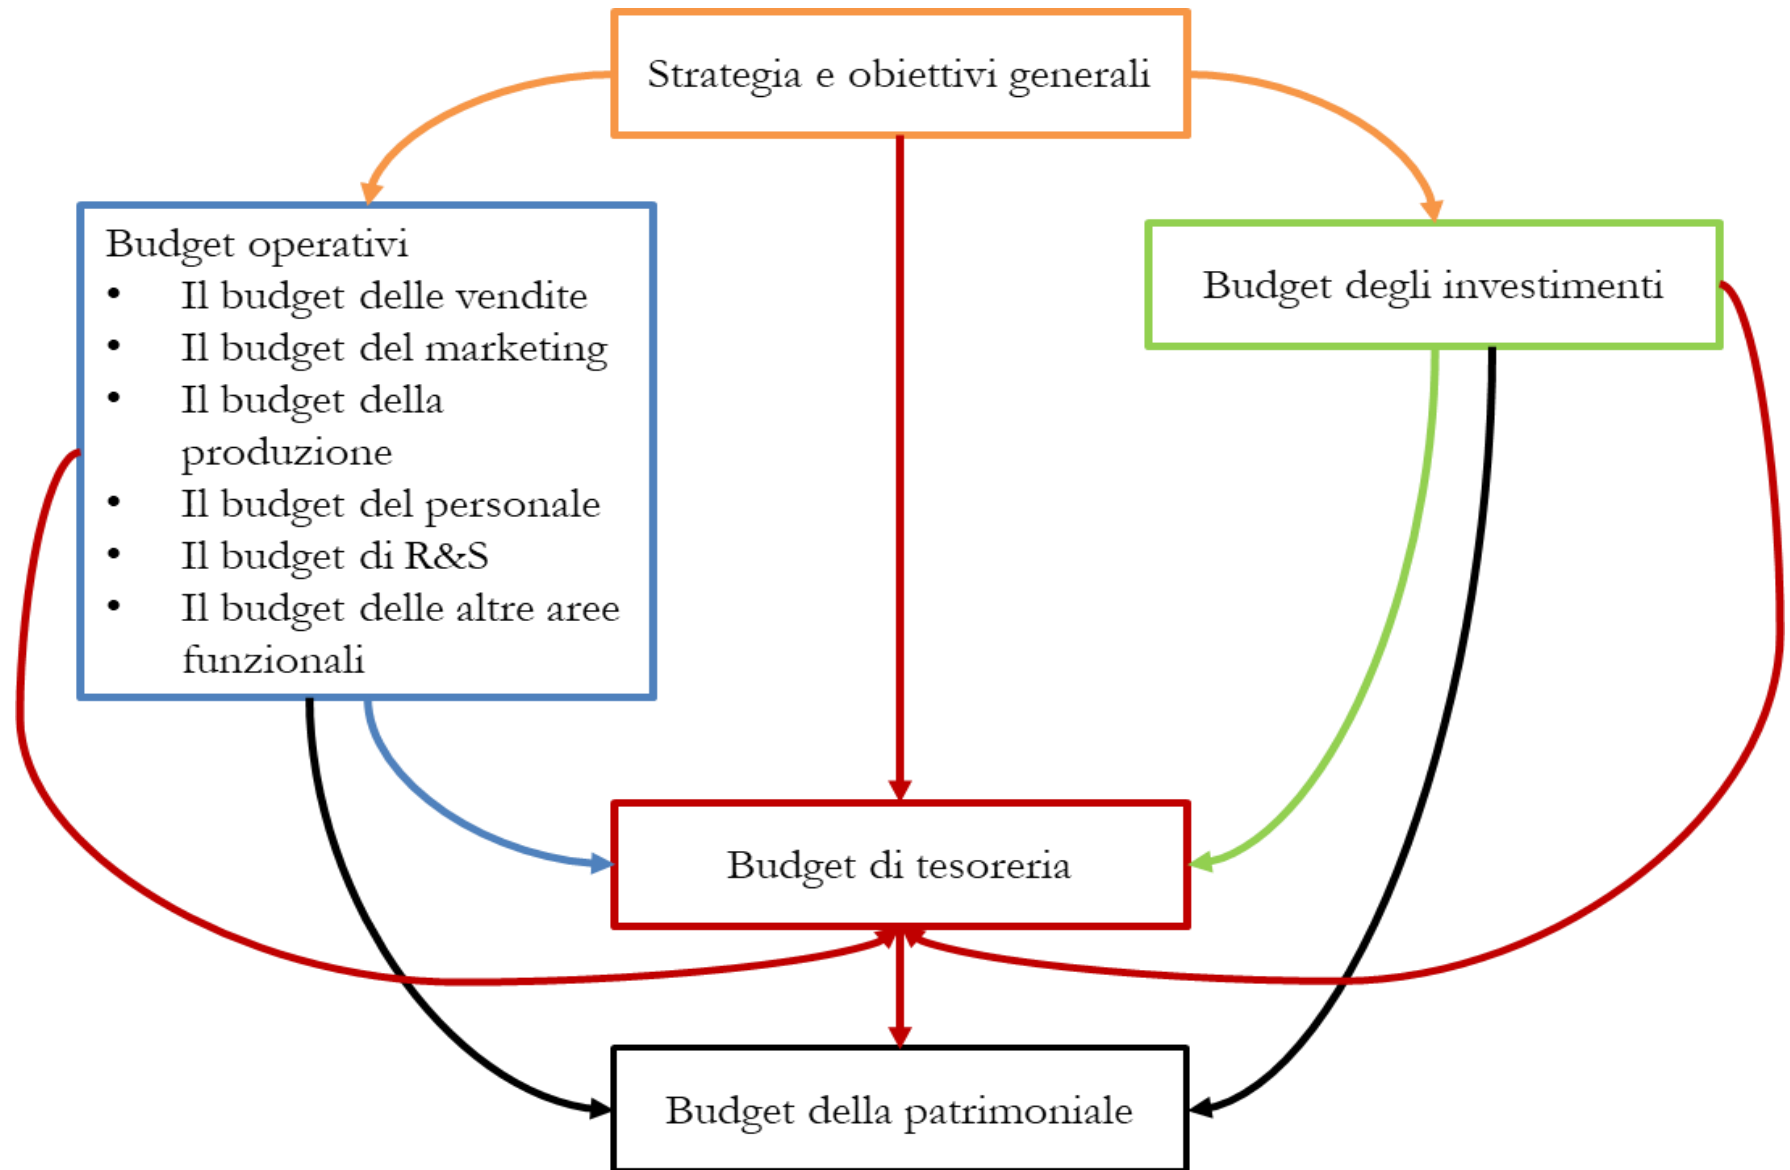 Strategia e obiettivi generali
Budget operativi
• Il budget delle vendite
• Il budget del marketing
• Il budget della
produzione
• Il budget del personale
• Il budget di R&S
• Il budget delle altre aree
funzionali
Budget degli investimenti
Budget di tesoreria
Budget della patrimoniale